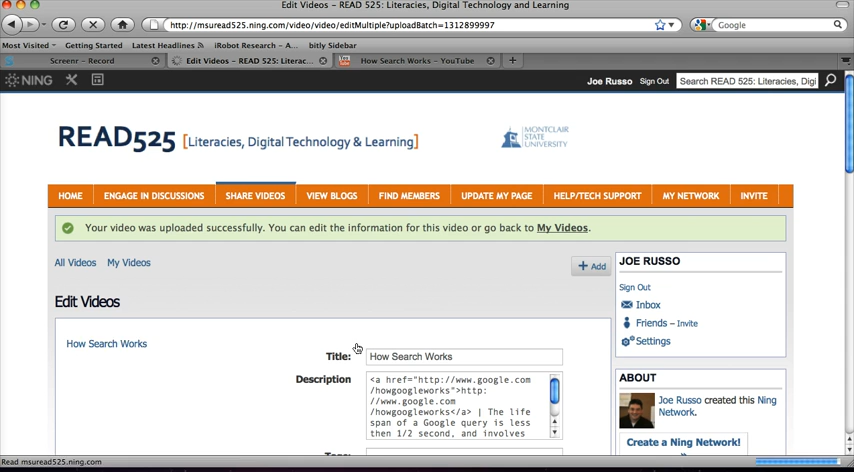 Edit Videos - READ 525: Literacies, Digital Technology and Learning
http://msuread525.ning.com/video/video/editMultiple?uploadBatch=1312899997
Google
Most Visited
Getting Started
Latest Headlines
iRobot Research - A...
bitly Sidebar
Screenr - Record
Edit Videos - READ 525: Literac...
How Search Works - YouTube
NING
Joe Russo
Sign Out
Search READ 525: Literacies, Digi
READ525 [Literacies, Digital Technology & Learning]
MONTCLAIR STATE
UNIVERSITY
HOME
ENGAGE IN DISCUSSIONS
SHARE VIDEOS
VIEW BLOGS
FIND MEMBERS
UPDATE MY PAGE
HELP/TECH SUPPORT
MY NETWORK
INVITE
Your video was uploaded successfully. You can edit the information for this video or go back to My Videos.
All Videos
My Videos
+ Add
Edit Videos
How Search Works
Title:
How Search Works
Description
<a href="http://www.google.com
/howgoogleworks">http:
//www.google.com
/howgoogleworks</a> | The life
span of a Google query is less
then 1/2 second, and involves
JOE RUSSO
Sign Out
Inbox
Friends – Invite
Settings
ABOUT
Joe Russo created this Ning
Network.
Create a Ning Network!
Read msuread525.ning.com